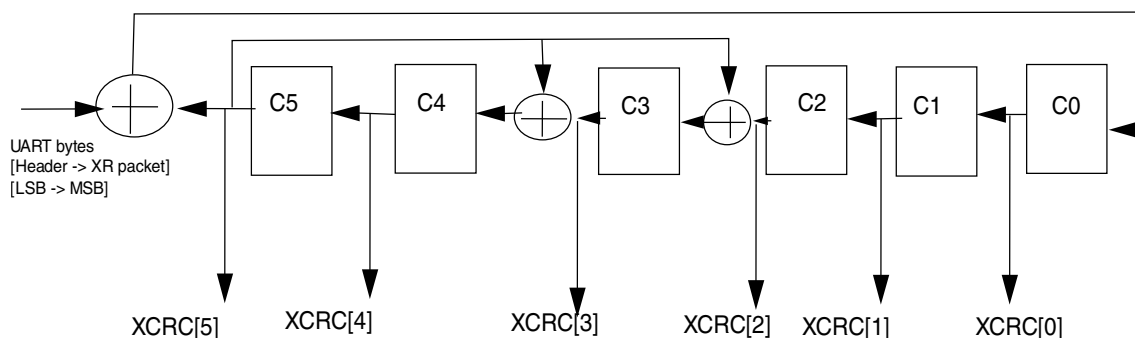 C5
C4
C3
C2
C1
C0
UART bytes
[Header -> XR packet]
[LSB -> MSB]
XCRC[5]
XCRC[4]
XCRC[3]
XCRC[2]
XCRC[1]
XCRC[0]